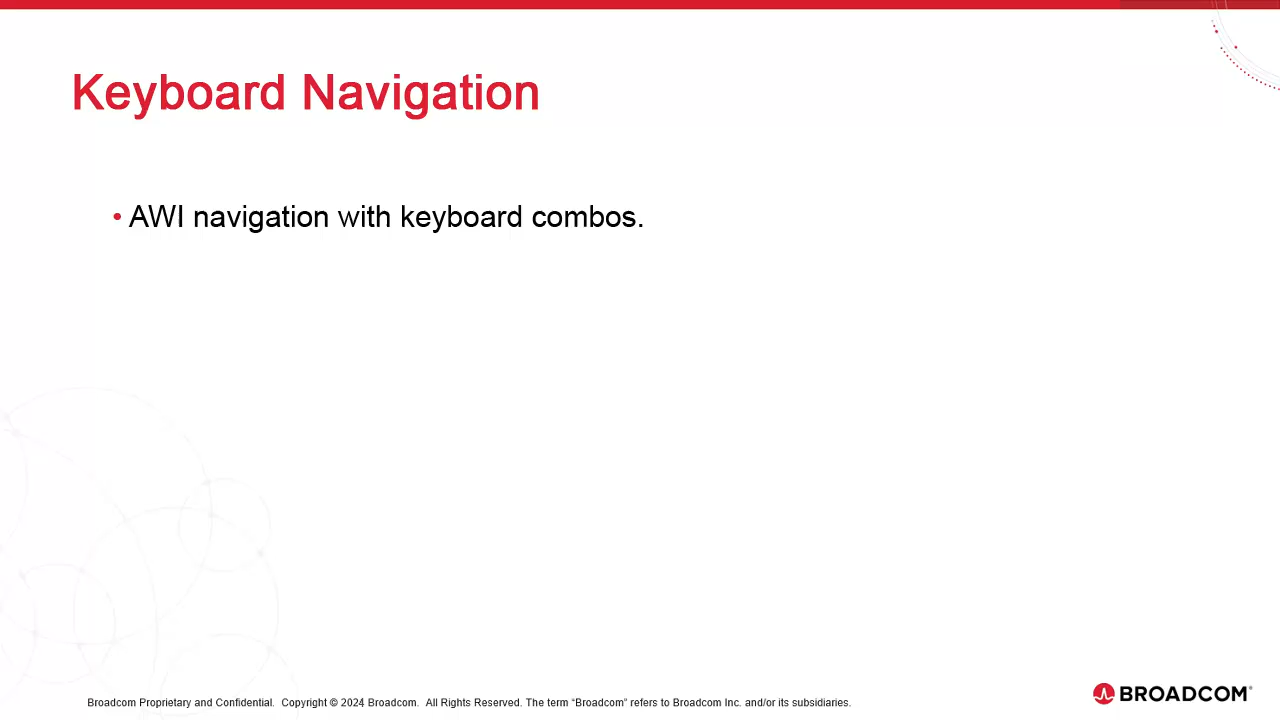 Keyboard Navigation
• AWI navigation with keyboard combos.
Broadcom Proprietary and Confidential. Copyright © 2024 Broadcom. All Rights Reserved. The term “Broadcom” refers to Broadcom Inc. and/or its subsidiaries.
BROADCOM®